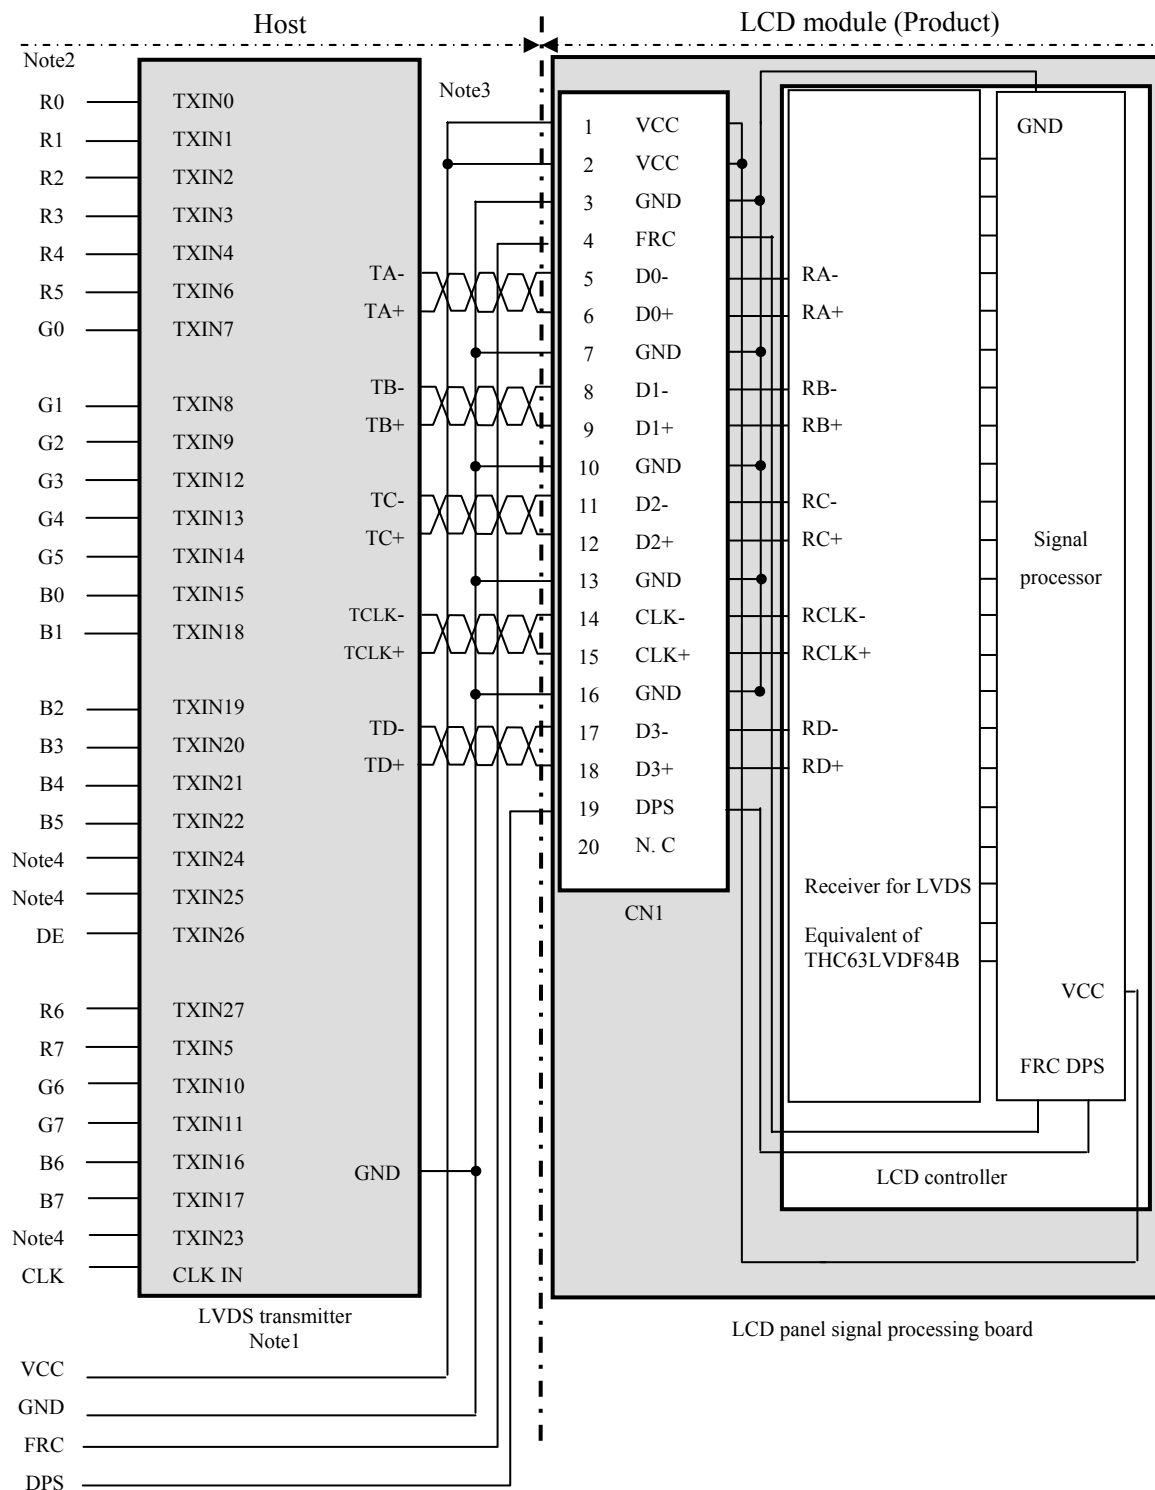 Host
LCD module (Product)
Note2
Note3
R0 TXIN0
R1 TXIN1
R2 TXIN2
R3 TXIN3
R4 TXIN4
R5 TXIN6
G0 TXIN7
G1 TXIN8
G2 TXIN9
G3 TXIN12
G4 TXIN13
G5 TXIN14
B0 TXIN15
B1 TXIN18
B2 TXIN19
B3 TXIN20
B4 TXIN21
B5 TXIN22
Note4 TXIN24
Note4 TXIN25
DE TXIN26
R6 TXIN27
R7 TXIN5
G6 TXIN10
G7 TXIN11
B6 TXIN16
B7 TXIN17
Note4 TXIN23
CLK CLK IN
TA-
TA+
TB-
TB+
TC-
TC+
TCLK-
TCLK+
TD-
TD+
GND
LVDS transmitter
Note1
VCC
GND
FRC
DPS
1 VCC
2 VCC
3 GND
4 FRC
5 D0-
6 D0+
7 GND
8 D1-
9 D1+
10 GND
11 D2-
12 D2+
13 GND
14 CLK-
15 CLK+
16 GND
17 D3-
18 D3+
19 DPS
20 N. C
CN1
RA-
RA+
RB-
RB+
RC-
RC+
RCLK-
RCLK+
RD-
RD+
Receiver for LVDS
Equivalent of
THC63LVDF84B
GND
Signal
processor
VCC
FRC DPS
LCD controller
LCD panel signal processing board